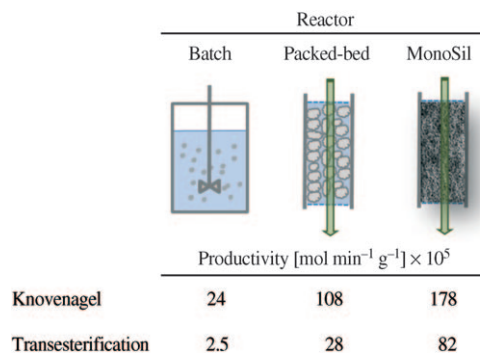 Reactor
Batch Packed-bed MonoSil
Productivity [mol min⁻¹ g⁻¹] × 10⁵
Knovenagel 24 108 178
Transesterification 2.5 28 82